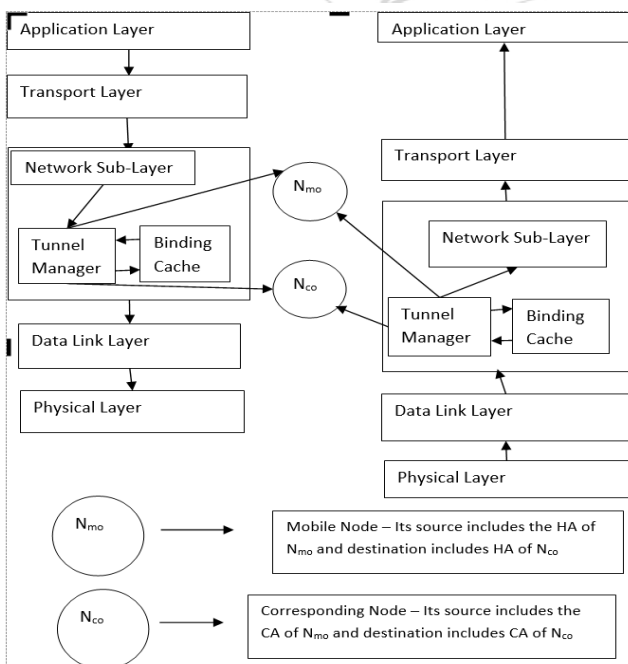 Application Layer
Transport Layer
Network Sub-Layer
Tunnel
Manager
Binding
Cache
Data Link Layer
Physical Layer
Nmo
Nco
Application Layer
Transport Layer
Network Sub-Layer
Tunnel
Manager
Binding
Cache
Data Link Layer
Physical Layer
Nmo
Mobile Node – Its source includes the HA of
Nmo and destination includes HA of Nco
Nco
Corresponding Node – Its source includes the
CA of Nmo and destination includes CA of Nco